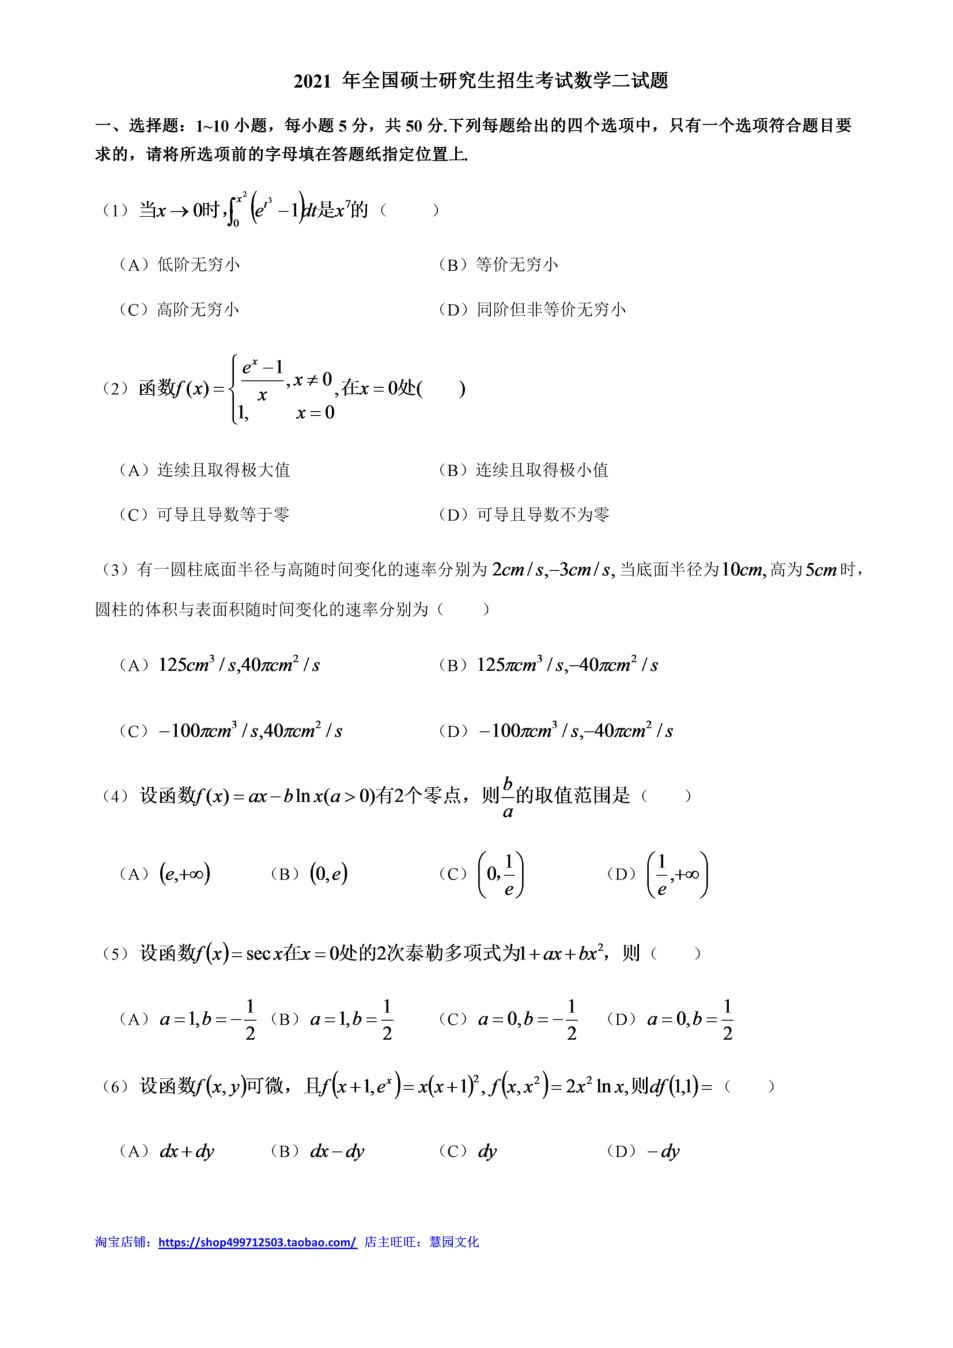 2021 年全国硕士研究生招生考试数学二试题
一、选择题：1~10 小题，每小题 5 分，共 50 分.下列每题给出的四个选项中，只有一个选项符合题目要
求的，请将所选项前的字母填在答题纸指定位置上.
（1）当x → 0时,∫₀^{x²}(e^{t³} − 1)dt是x⁷的（　　）
（A）低阶无穷小　（B）等价无穷小
（C）高阶无穷小　（D）同阶但非等价无穷小
（2）函数f(x) = { (e^x − 1)/x, x ≠ 0; 1, x = 0 ,在x = 0处(　　)
（A）连续且取得极大值　（B）连续且取得极小值
（C）可导且导数等于零　（D）可导且导数不为零
（3）有一圆柱底面半径与高随时间变化的速率分别为 2cm/s,−3cm/s, 当底面半径为10cm, 高为5cm时，
圆柱的体积与表面积随时间变化的速率分别为（　　）
（A）125cm³/s,40πcm²/s　（B）125πcm³/s,−40πcm²/s
（C）−100πcm³/s,40πcm²/s　（D）−100πcm³/s,−40πcm²/s
（4）设函数f(x) = ax − b ln x(a > 0)有2个零点，则b/a的取值范围是（　　）
（A）(e,+∞)　（B）(0,e)　（C）(0,1/e)　（D）(1/e,+∞)
（5）设函数f(x) = sec x在x = 0处的2次泰勒多项式为1 + ax + bx²，则（　　）
（A）a = 1,b = −1/2　（B）a = 1,b = 1/2　（C）a = 0,b = −1/2　（D）a = 0,b = 1/2
（6）设函数f(x, y)可微，且f(x + 1,e^x) = x(x + 1)², f(x, x²) = 2x² ln x,则df(1,1) =（　　）
（A）dx + dy　（B）dx − dy　（C）dy　（D）−dy
淘宝店铺：https://shop499712503.taobao.com/ 店主旺旺：慧园文化